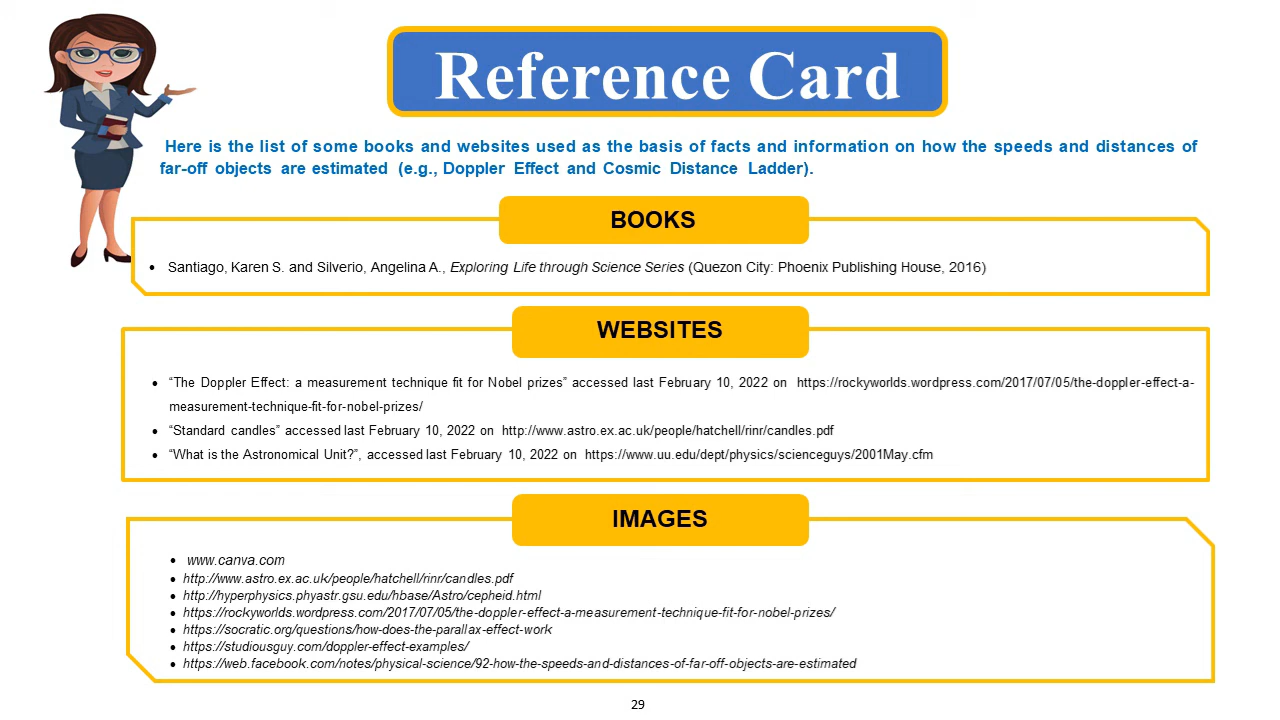 Reference Card
Here is the list of some books and websites used as the basis of facts and information on how the speeds and distances of
far-off objects are estimated (e.g., Doppler Effect and Cosmic Distance Ladder).
BOOKS
• Santiago, Karen S. and Silverio, Angelina A., Exploring Life through Science Series (Quezon City: Phoenix Publishing House, 2016)
WEBSITES
• “The Doppler Effect: a measurement technique fit for Nobel prizes” accessed last February 10, 2022 on https://rockyworlds.wordpress.com/2017/07/05/the-doppler-effect-a-
measurement-technique-fit-for-nobel-prizes/
• “Standard candles” accessed last February 10, 2022 on http://www.astro.ex.ac.uk/people/hatchell/rinr/candles.pdf
• “What is the Astronomical Unit?”, accessed last February 10, 2022 on https://www.uu.edu/dept/physics/scienceguys/2001May.cfm
IMAGES
• www.canva.com
• http://www.astro.ex.ac.uk/people/hatchell/rinr/candles.pdf
• http://hyperphysics.phyastr.gsu.edu/hbase/Astro/cepheid.html
• https://rockyworlds.wordpress.com/2017/07/05/the-doppler-effect-a-measurement-technique-fit-for-nobel-prizes/
• https://socratic.org/questions/how-does-the-parallax-effect-work
• https://studiousguy.com/doppler-effect-examples/
• https://web.facebook.com/notes/physical-science/92-how-the-speeds-and-distances-of-far-off-objects-are-estimated
29